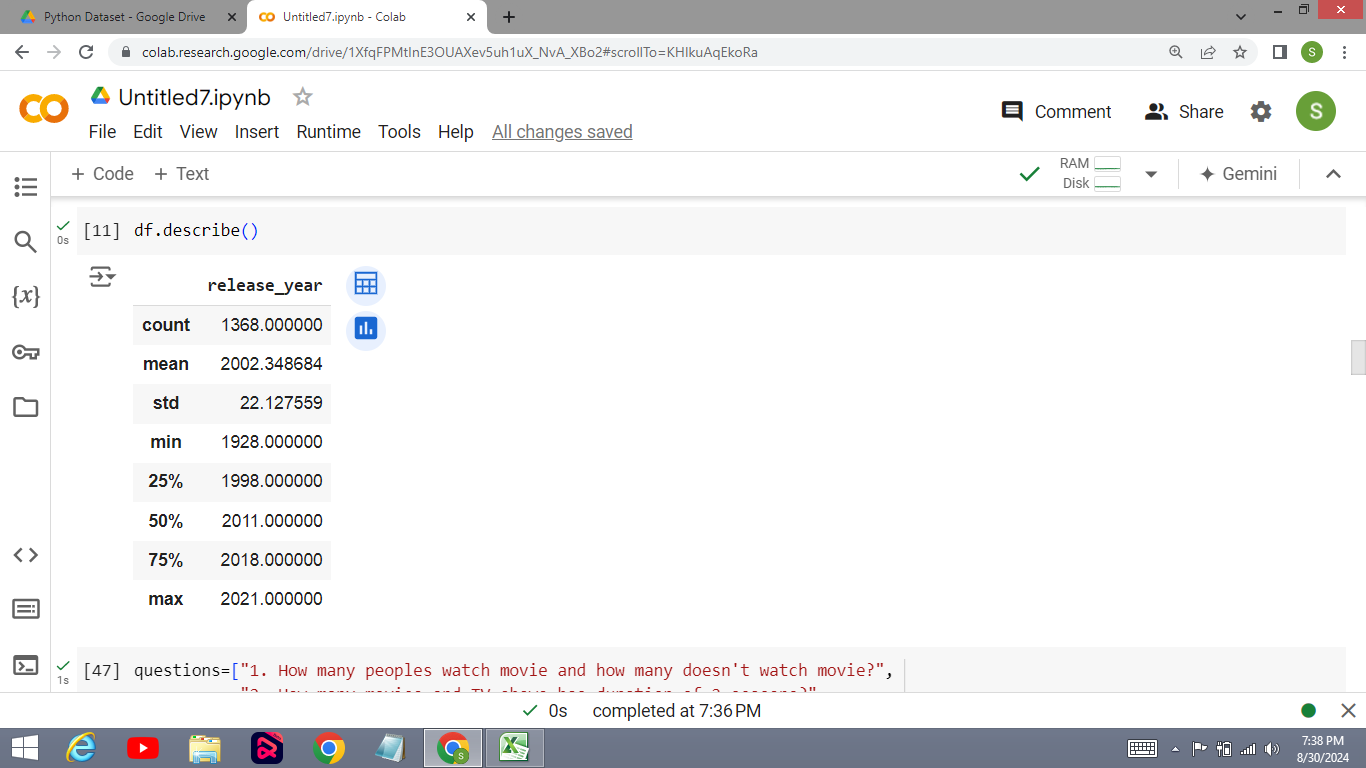 Python Dataset - Google Drive
Untitled7.ipynb - Colab
colab.research.google.com/drive/1XfqFPMtInE3OUAXev5uh1uX_NvA_XBo2#scrollTo=KHIkuAqEkoRa
S
Untitled7.ipynb
Comment
Share
S
File Edit View Insert Runtime Tools Help All changes saved
+ Code + Text
RAM
Disk
Gemini
[11] df.describe()
0s
release_year
count 1368.000000
mean 2002.348684
std 22.127559
min 1928.000000
25% 1998.000000
50% 2011.000000
75% 2018.000000
max 2021.000000
{x}
[47] questions=["1. How many peoples watch movie and how many doesn't watch movie?",
1s
0s completed at 7:36 PM
7:38 PM
8/30/2024